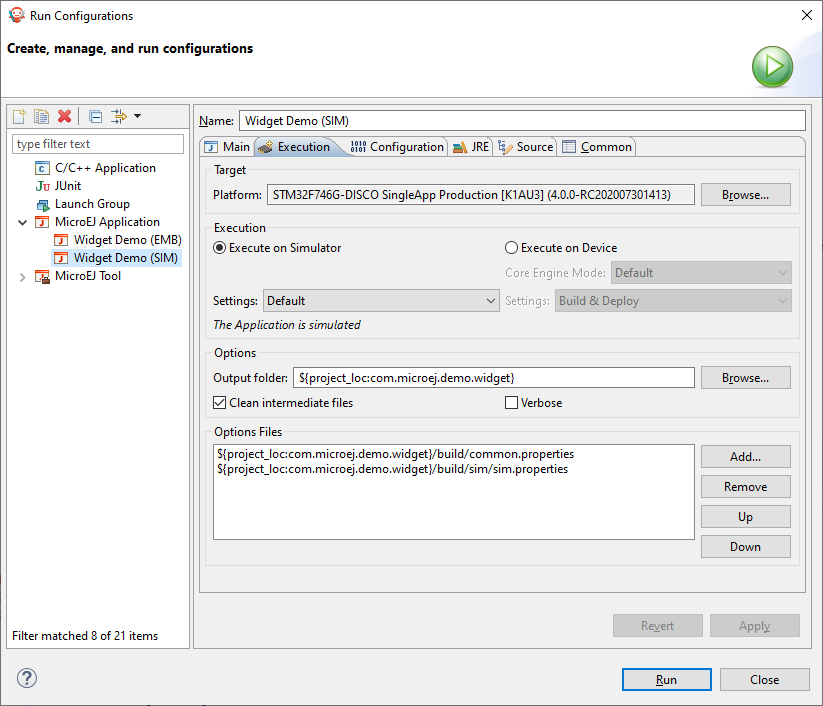 Run Configurations
Create, manage, and run configurations
type filter text
C/C++ Application
JUnit
Launch Group
MicroEJ Application
Widget Demo (EMB)
Widget Demo (SIM)
MicroEJ Tool
Filter matched 8 of 21 items
Name: Widget Demo (SIM)
Main Execution Configuration JRE Source Common
Target
Platform: STM32F746G-DISCO SingleApp Production [K1AU3] (4.0.0-RC202007301413) Browse...
Execution
Execute on Simulator Execute on Device
Core Engine Mode: Default
Settings: Default Settings: Build & Deploy
The Application is simulated
Options
Output folder: ${project_loc:com.microej.demo.widget} Browse...
Clean intermediate files Verbose
Options Files
${project_loc:com.microej.demo.widget}/build/common.properties
${project_loc:com.microej.demo.widget}/build/sim/sim.properties
Add...
Remove
Up
Down
Revert Apply
Run Close